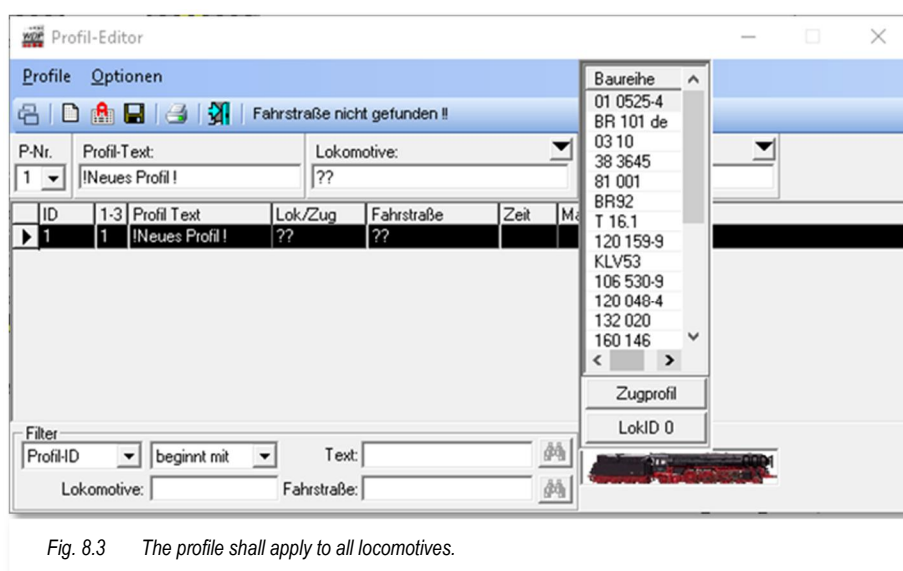 WDP Profil-Editor
Profile Optionen
Fahrstraße nicht gefunden !!
P-Nr. Profil-Text: Lokomotive:
1 !Neues Profil ! ??
ID 1-3 Profil Text Lok/Zug Fahrstraße Zeit Ma
1 1 !Neues Profil ! ?? ??
Baureihe
01 0525-4
BR 101 de
03 10
38 3645
81 001
BR92
T 16.1
120 159-9
KLV53
106 530-9
120 048-4
132 020
160 146
Zugprofil
LokID 0
Filter
Profil-ID beginnt mit Text:
Lokomotive: Fahrstraße:
Fig. 8.3 The profile shall apply to all locomotives.